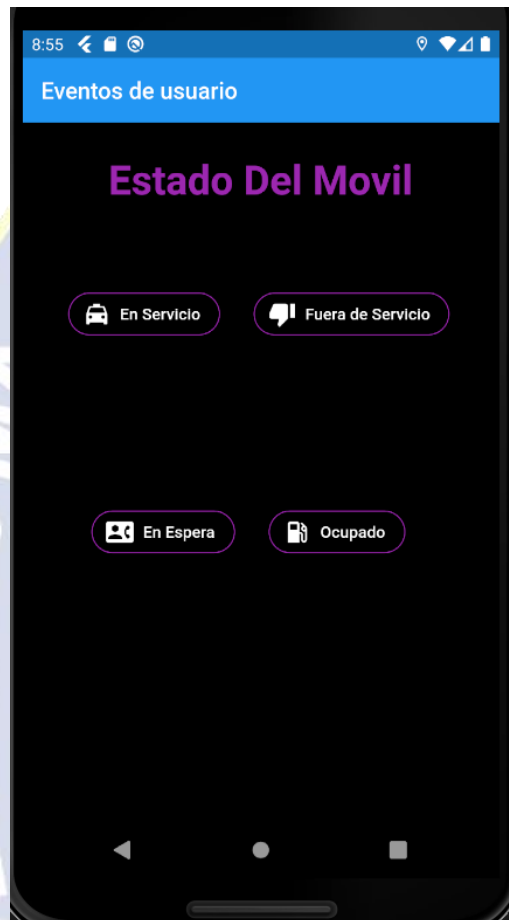 8:55
Eventos de usuario
Estado Del Movil
En Servicio Fuera de Servicio
En Espera Ocupado